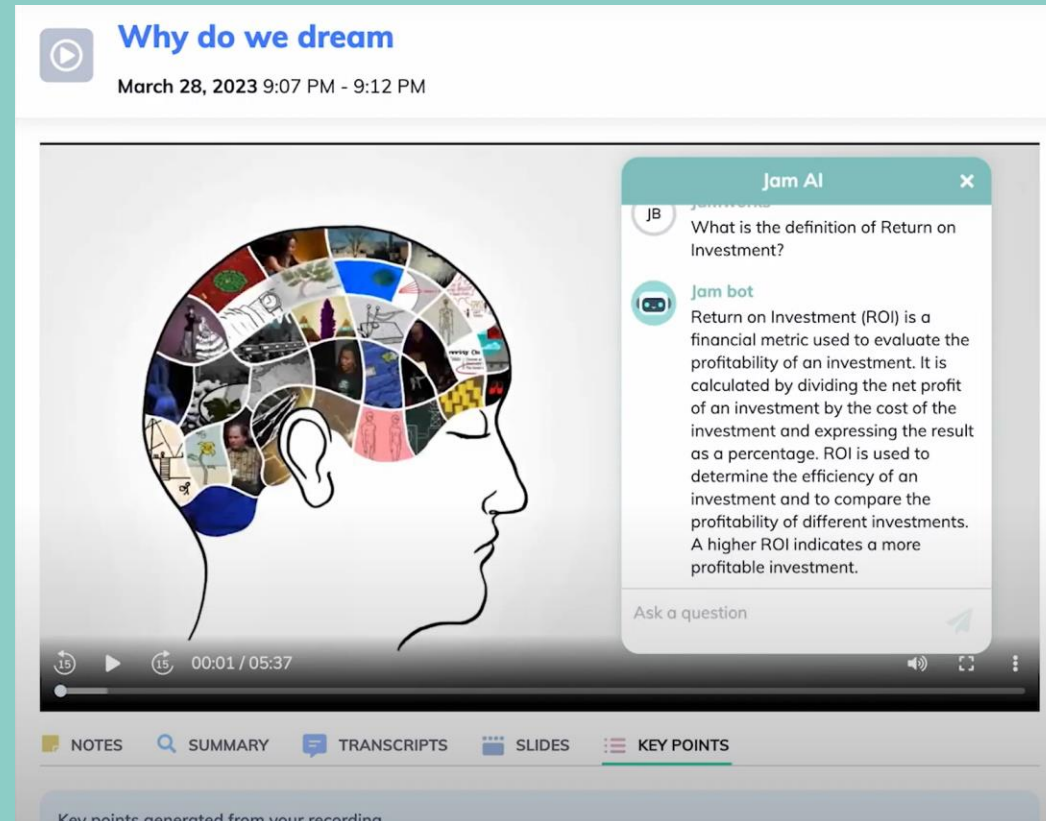 Why do we dream
March 28, 2023 9:07 PM - 9:12 PM
Jam AI
JB
What is the definition of Return on
Investment?
Jam bot
Return on Investment (ROI) is a
financial metric used to evaluate the
profitability of an investment. It is
calculated by dividing the net profit
of an investment by the cost of the
investment and expressing the result
as a percentage. ROI is used to
determine the efficiency of an
investment and to compare the
profitability of different investments.
A higher ROI indicates a more
profitable investment.
Ask a question
15
15
00:01 / 05:37
NOTES
SUMMARY
TRANSCRIPTS
SLIDES
KEY POINTS
Key points generated from your recording